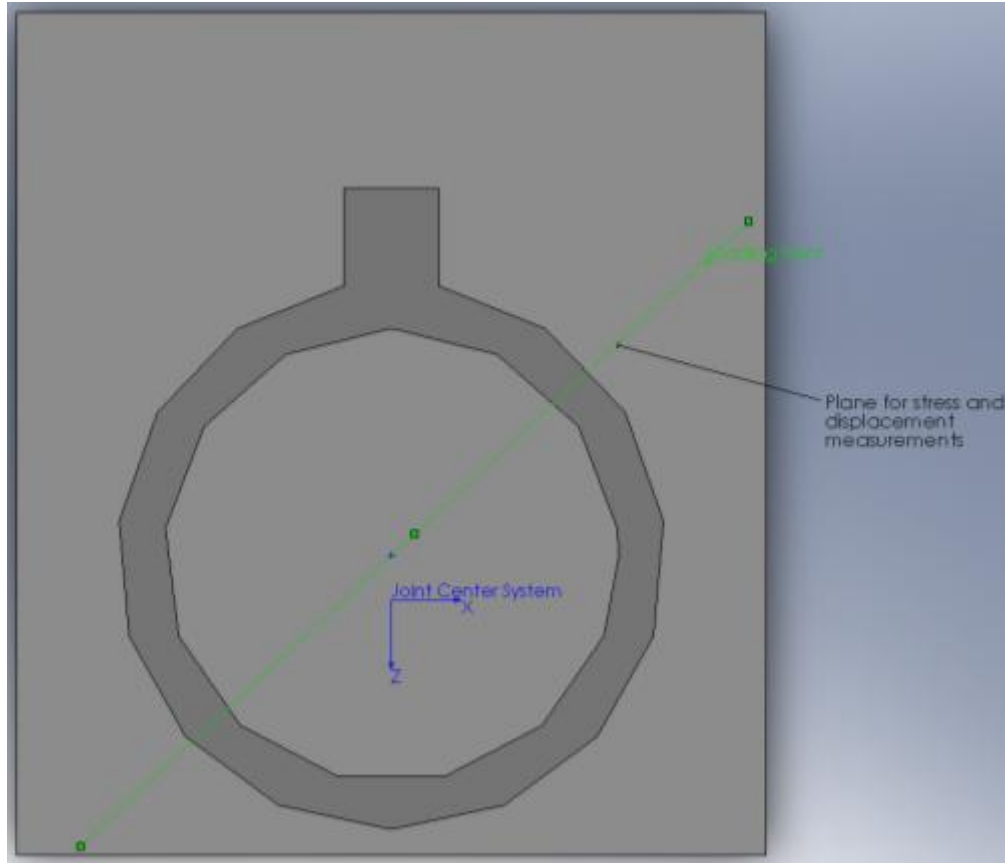 Plane for stress and
displacement
measurements
Joint Center System
X
Z